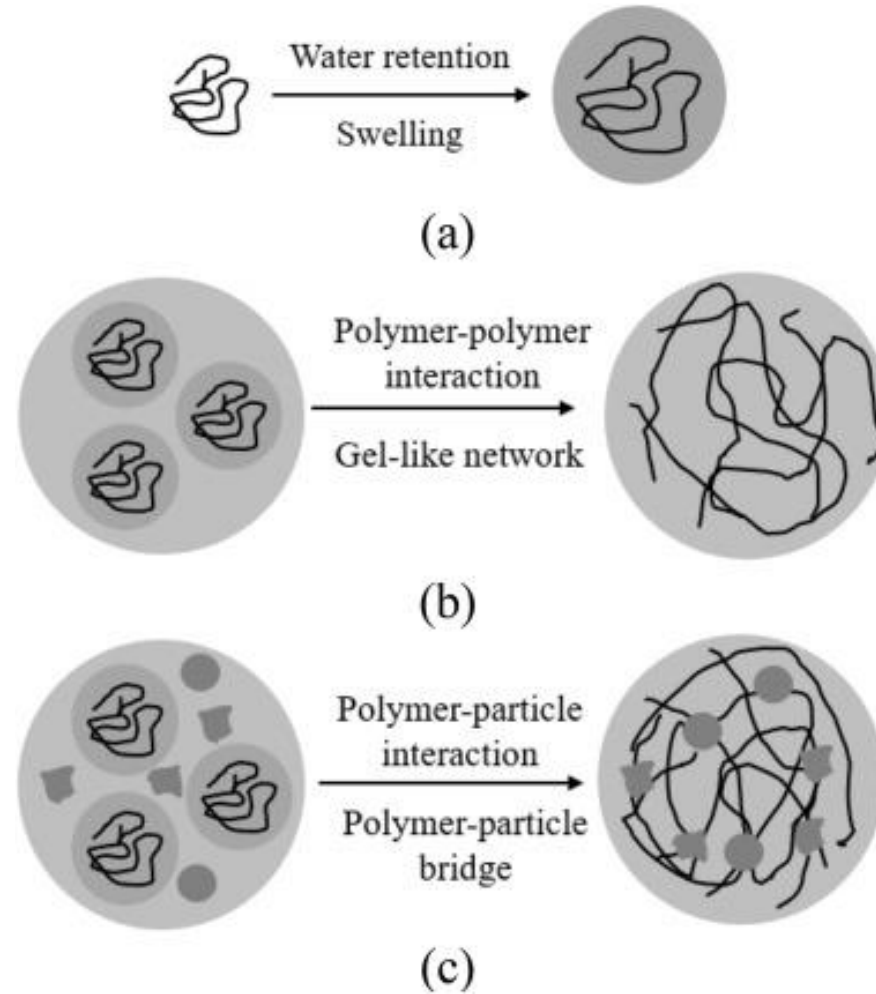 Water retention
Swelling
(a)
Polymer-polymer
interaction
Gel-like network
(b)
Polymer-particle
interaction
Polymer-particle
bridge
(c)